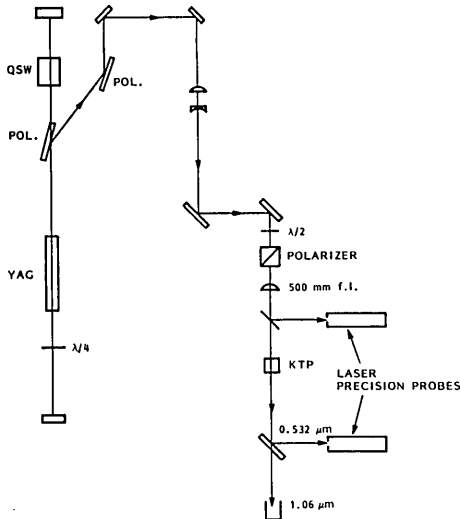 QSW
POL.
POL.
λ/2
POLARIZER
YAG
500 mm f.l.
λ/4
KTP
LASER
PRECISION PROBES
0.532 μm
1.06 μm